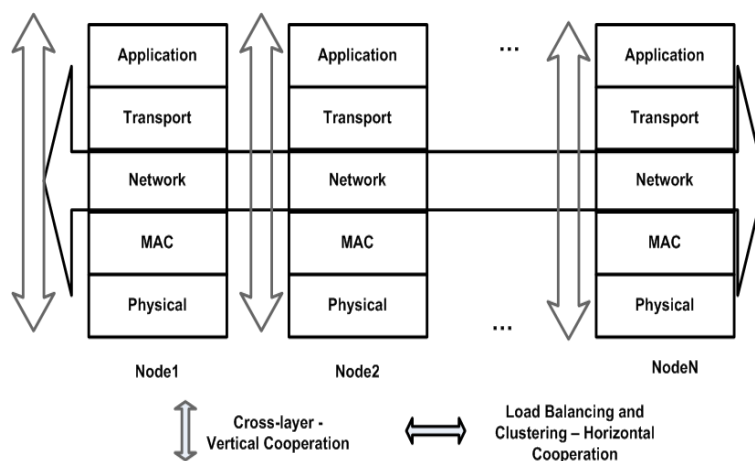 Application
Application
...
Application
Transport
Transport
Transport
Network
Network
Network
MAC
MAC
MAC
Physical
Physical
...
Physical
Node1
Node2
NodeN
Cross-layer -
Vertical Cooperation
Load Balancing and
Clustering – Horizontal
Cooperation